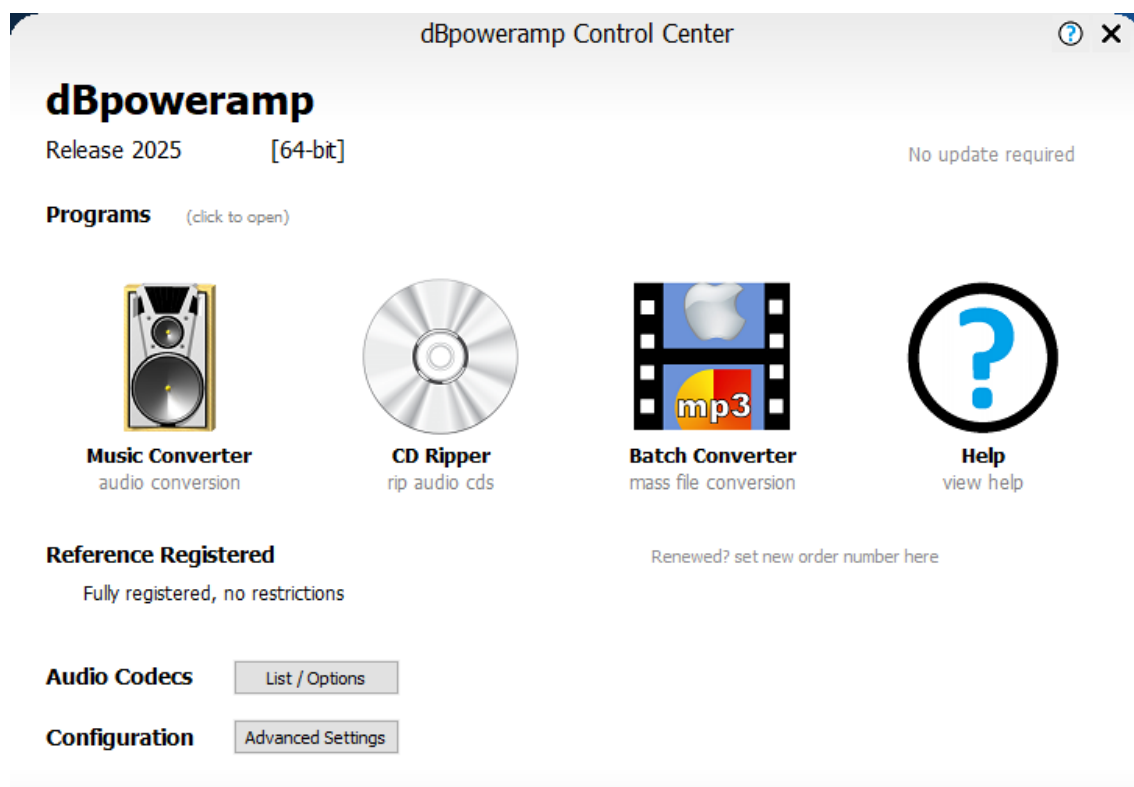 dBpoweramp Control Center
dBpoweramp
Release 2025 [64-bit]
No update required
Programs (click to open)
mp3
Music Converter
audio conversion
CD Ripper
rip audio cds
Batch Converter
mass file conversion
Help
view help
Reference Registered
Renewed? set new order number here
Fully registered, no restrictions
Audio Codecs
List / Options
Configuration
Advanced Settings